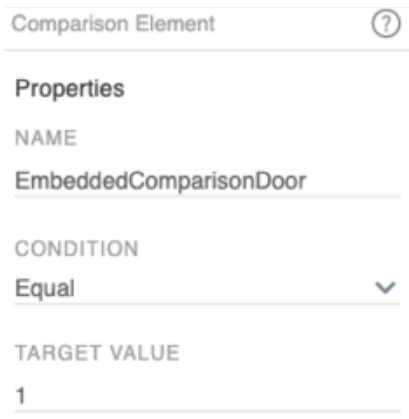 Comparison Element ?
Properties
NAME
EmbeddedComparisonDoor
CONDITION
Equal
TARGET VALUE
1